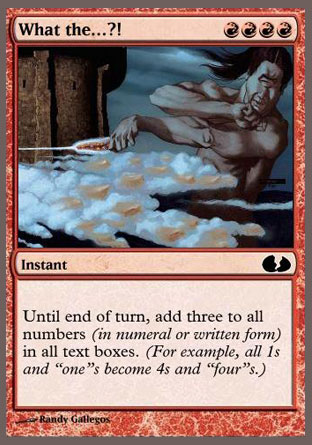 What the...?!
Instant
Until end of turn, add three to all
numbers (in numeral or written form)
in all text boxes. (For example, all 1s
and “one”s become 4s and “four”s.)
Randy Gallegos